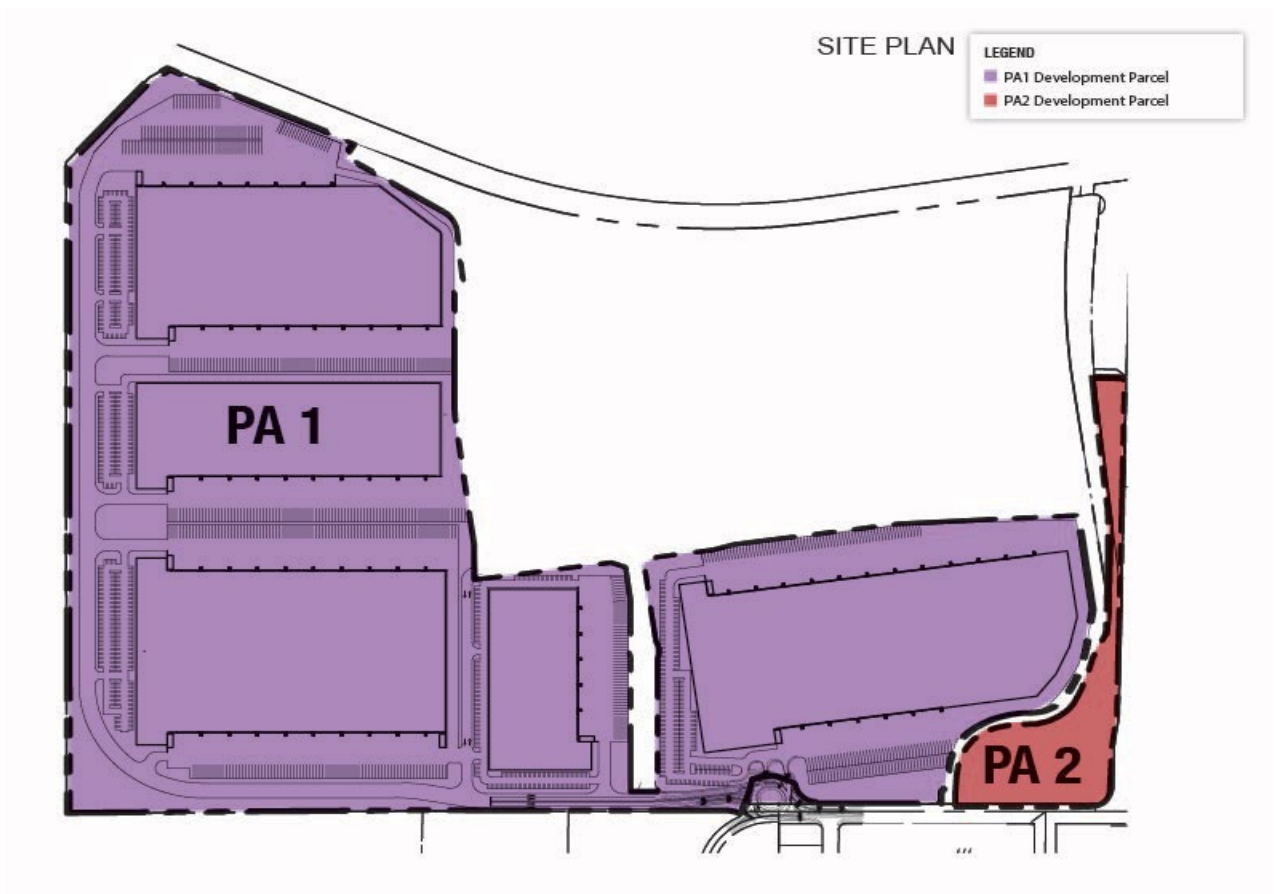 SITE PLAN
LEGEND
PA1 Development Parcel
PA2 Development Parcel
PA 1
PA 2